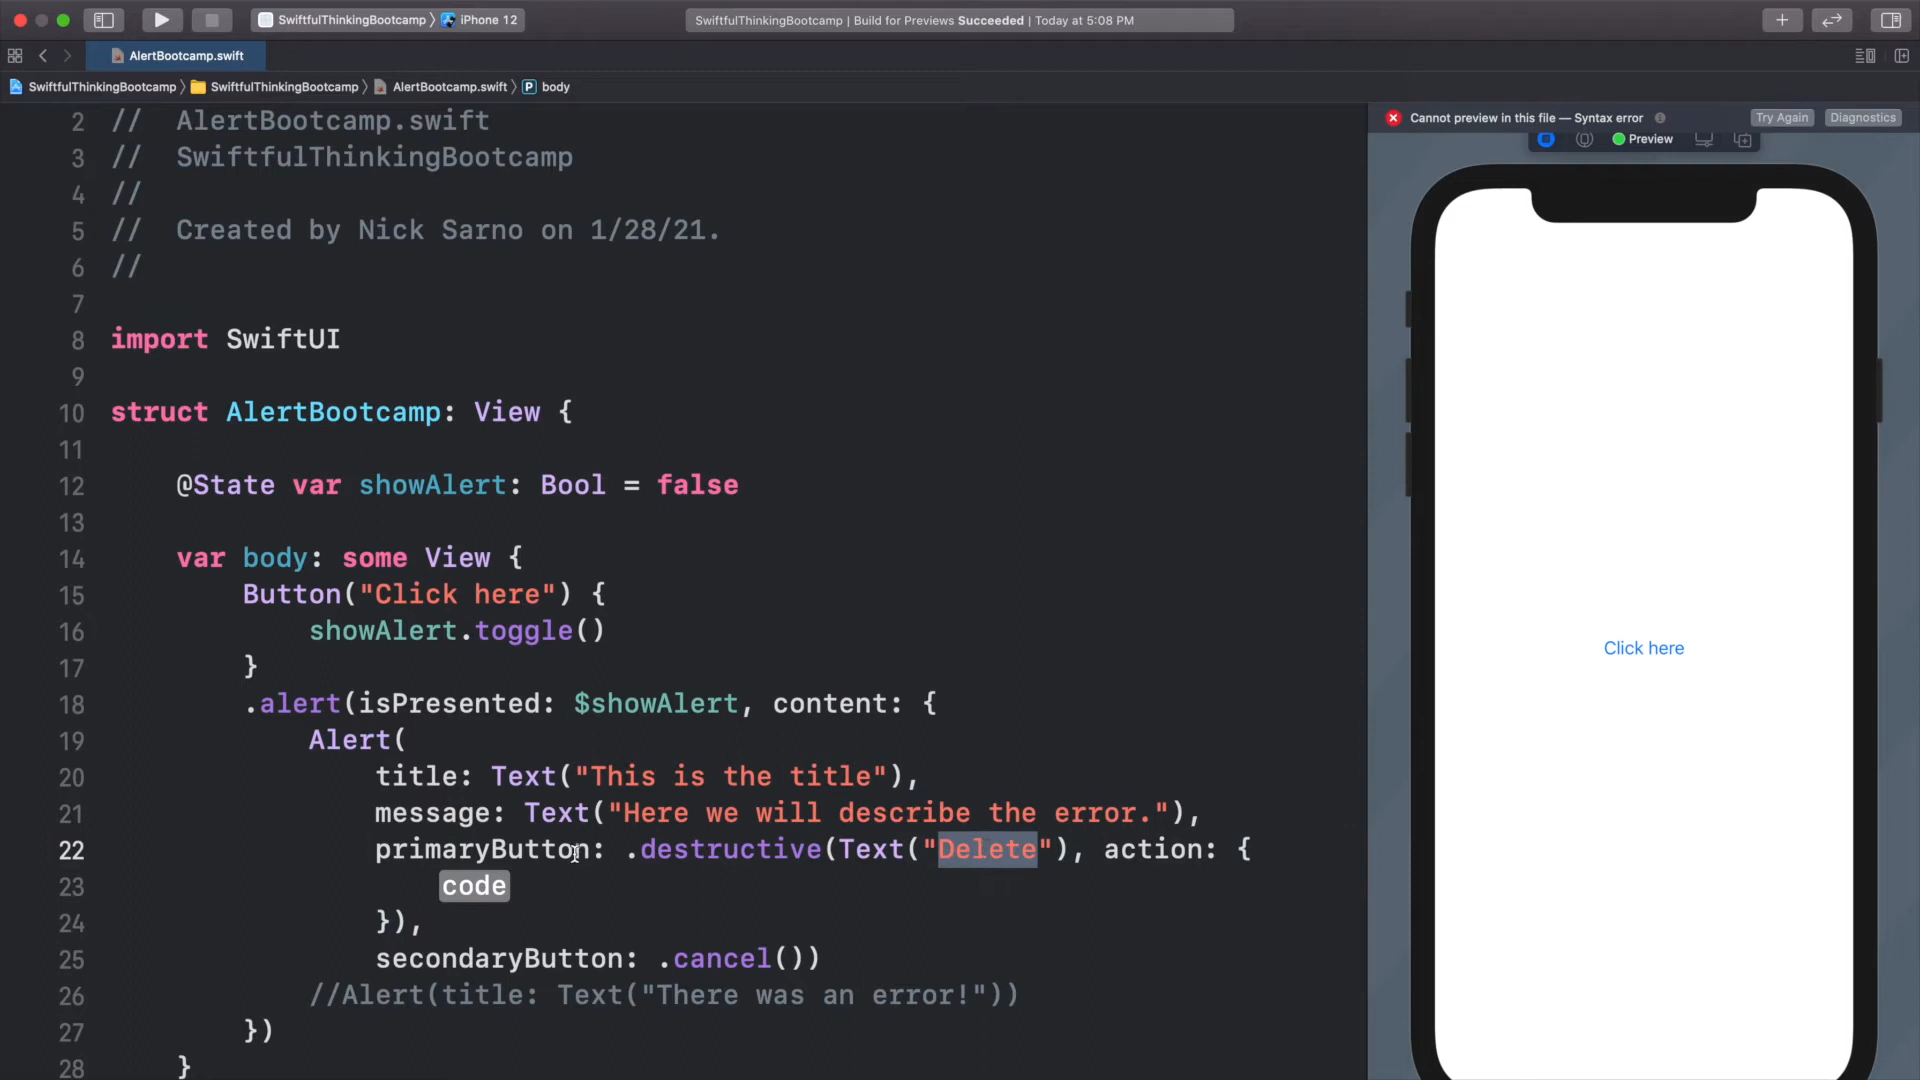 SwiftfulThinkingBootcamp 〉 iPhone 12
SwiftfulThinkingBootcamp | Build for Previews Succeeded | Today at 5:08 PM
AlertBootcamp.swift
SwiftfulThinkingBootcamp 〉 SwiftfulThinkingBootcamp 〉 AlertBootcamp.swift 〉 P body
2 // AlertBootcamp.swift
3 // SwiftfulThinkingBootcamp
4 //
5 // Created by Nick Sarno on 1/28/21.
6 //
7
8 import SwiftUI
9
10 struct AlertBootcamp: View {
11
12 @State var showAlert: Bool = false
13
14 var body: some View {
15 Button("Click here") {
16 showAlert.toggle()
17 }
18 .alert(isPresented: $showAlert, content: {
19 Alert(
20 title: Text("This is the title"),
21 message: Text("Here we will describe the error."),
22 primaryButton: .destructive(Text("Delete"), action: {
23 code
24 }),
25 secondaryButton: .cancel())
26 //Alert(title: Text("There was an error!"))
27 })
28 }
Cannot preview in this file — Syntax error
Try Again
Diagnostics
Preview
Click here